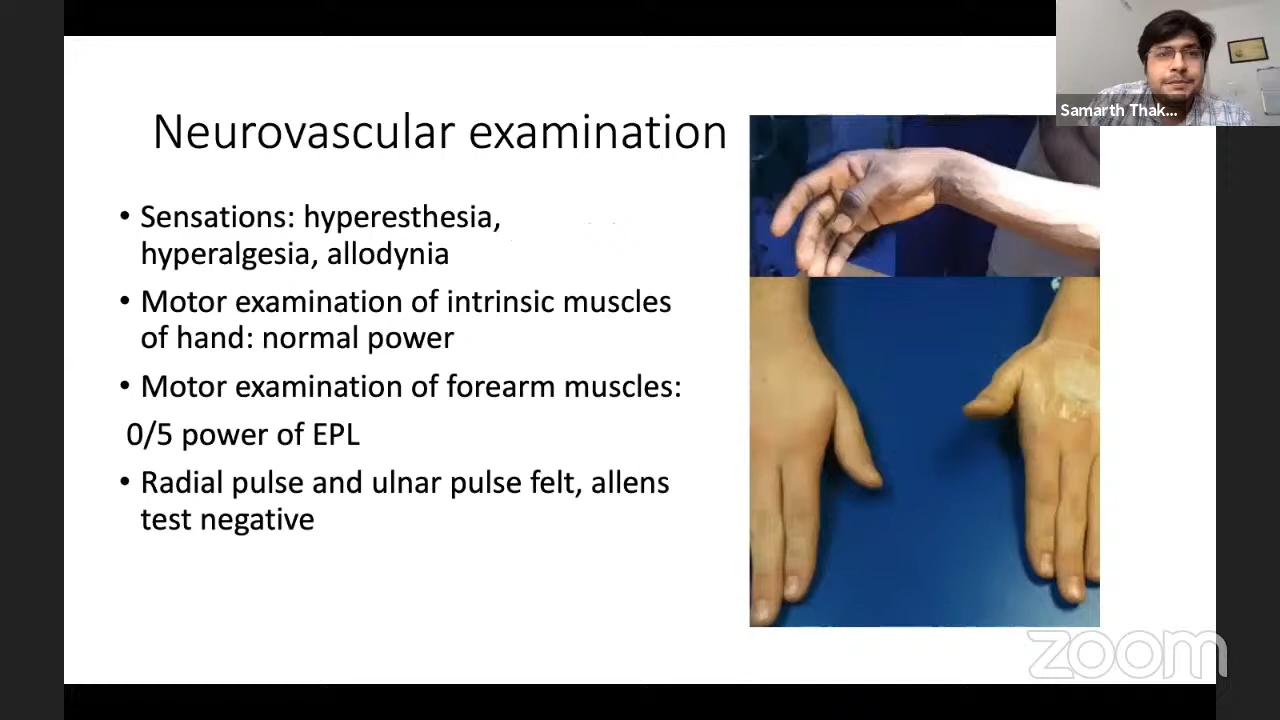 Samarth Thak...
Neurovascular examination
• Sensations: hyperesthesia,
hyperalgesia, allodynia
• Motor examination of intrinsic muscles
of hand: normal power
• Motor examination of forearm muscles:
0/5 power of EPL
• Radial pulse and ulnar pulse felt, allens
test negative
zoom